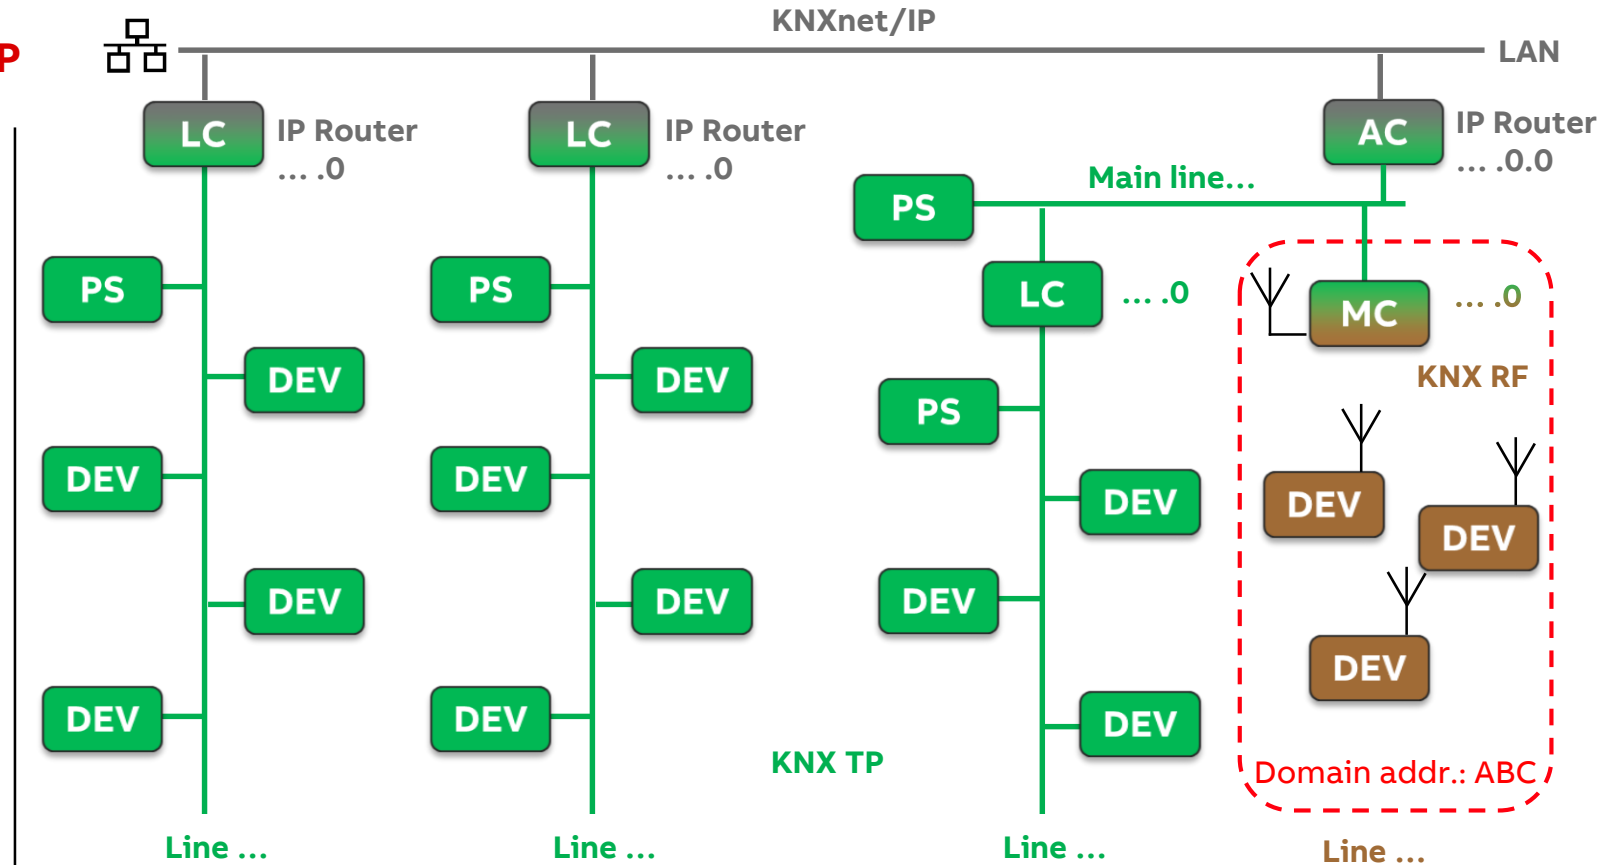 KNXnet/IP
P
LAN
LC
IP Router
... .0
LC
IP Router
... .0
AC
IP Router
... .0.0
Main line...
PS
PS
PS
LC
... .0
MC
... .0
KNX RF
DEV
DEV
PS
DEV
DEV
DEV
DEV
DEV
DEV
DEV
DEV
DEV
DEV
DEV
DEV
DEV
DEV
KNX TP
Domain addr.: ABC
Line ...
Line ...
Line ...
Line ...